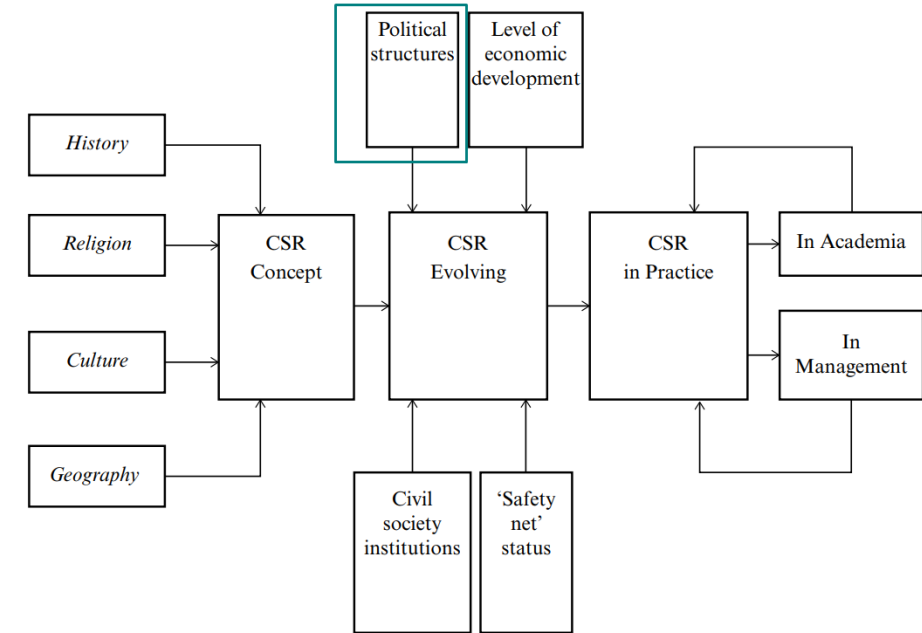 Political
structures
Level of
economic
development
History
Religion
Culture
Geography
CSR
Concept
CSR
Evolving
CSR
in Practice
In Academia
In
Management
Civil
society
institutions
‘Safety
net’
status